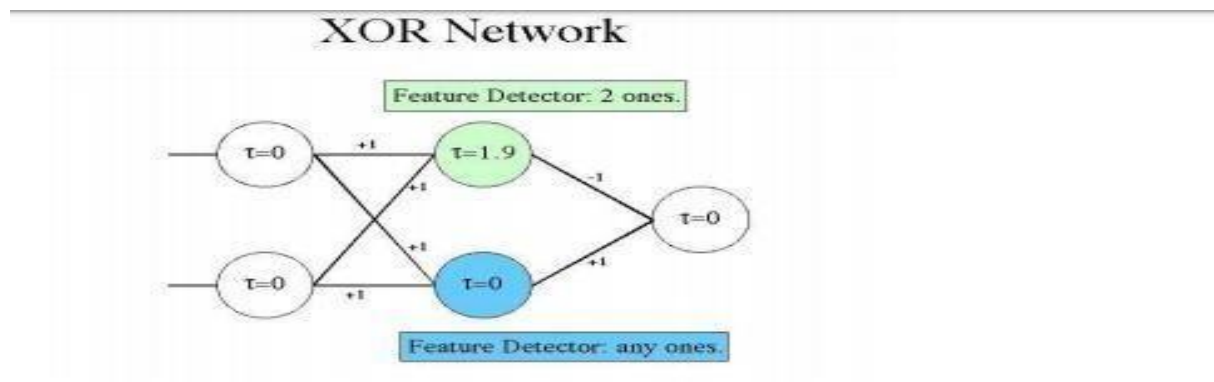 XOR Network
Feature Detector: 2 ones.
τ=0
+1
τ=1.9
+1
-1
τ=0
+1
τ=0
+1
τ=0
+1
Feature Detector: any ones.